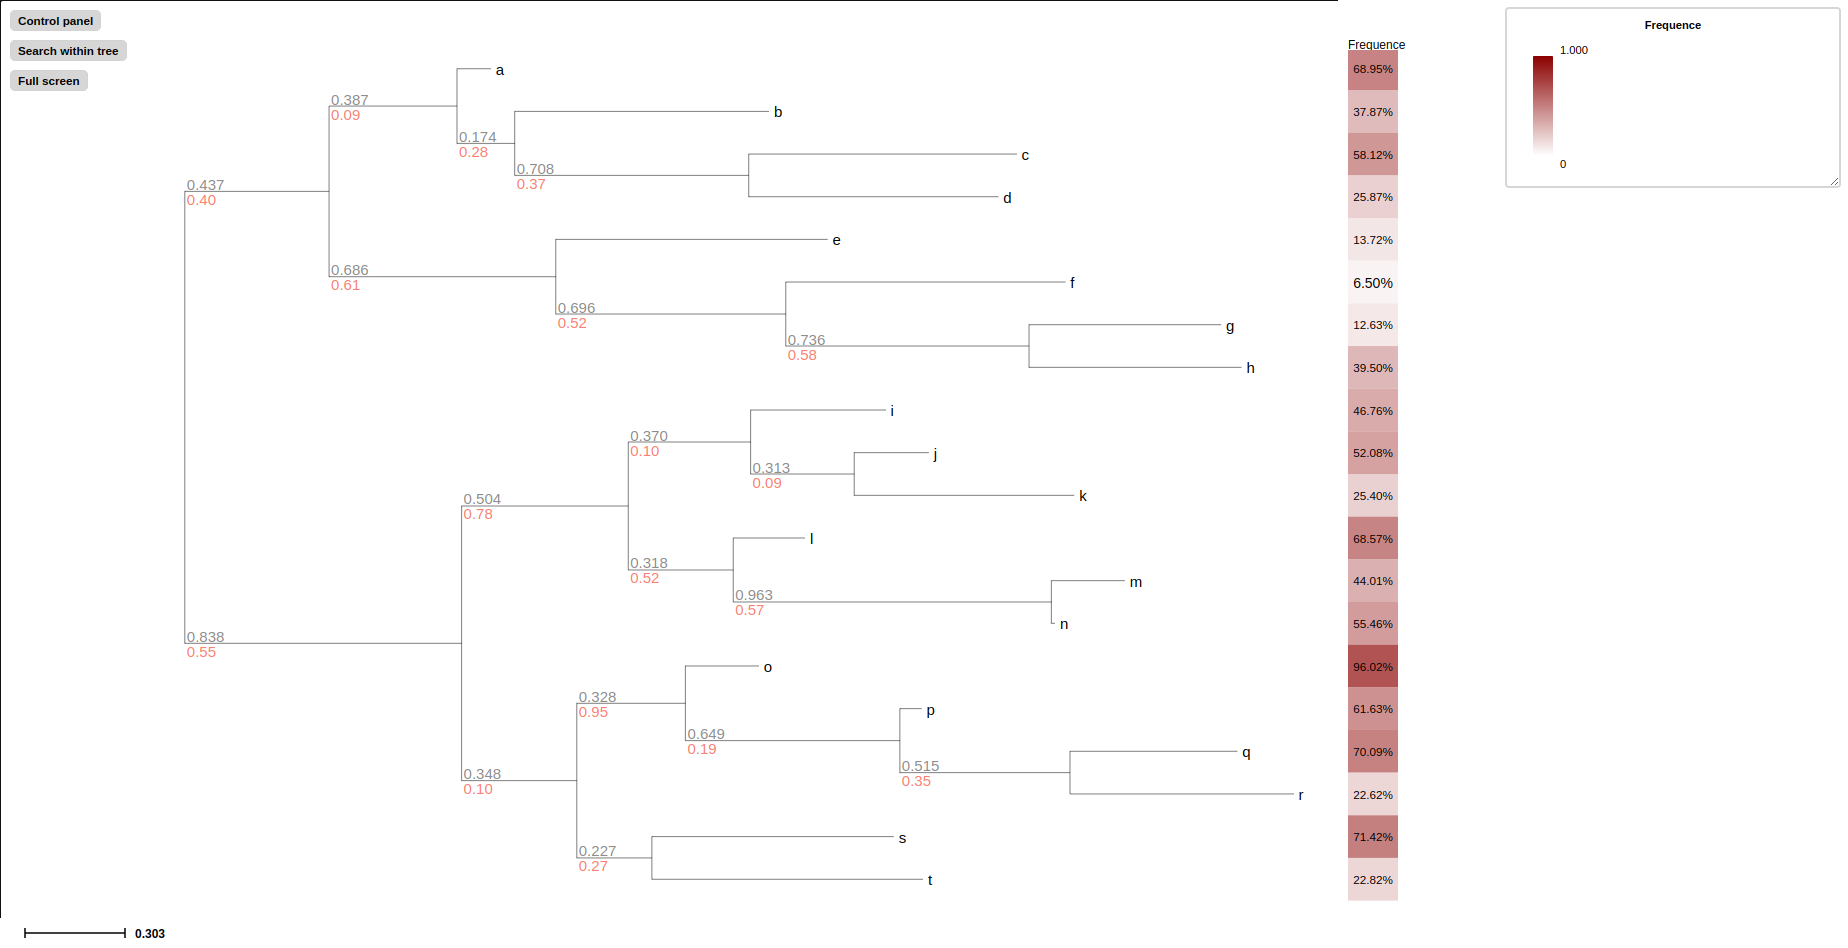 Control panel
Search within tree
Full screen
Frequence
1.000
0
Frequence
a
68.95%
0.387
0.09
b
37.87%
0.174
0.28
c
58.12%
0.708
0.37
0.437
0.40
d
25.87%
e
13.72%
0.686
0.61
f
6.50%
0.696
0.52
g
12.63%
0.736
0.58
h
39.50%
i
46.76%
0.370
0.10
j
52.08%
0.313
0.09
k
25.40%
0.504
0.78
l
68.57%
0.318
0.52
m
44.01%
0.963
0.57
n
55.46%
0.838
0.55
o
96.02%
0.328
0.95
p
61.63%
0.649
0.19
q
70.09%
0.515
0.35
0.348
0.10
r
22.62%
s
71.42%
0.227
0.27
t
22.82%
0.303